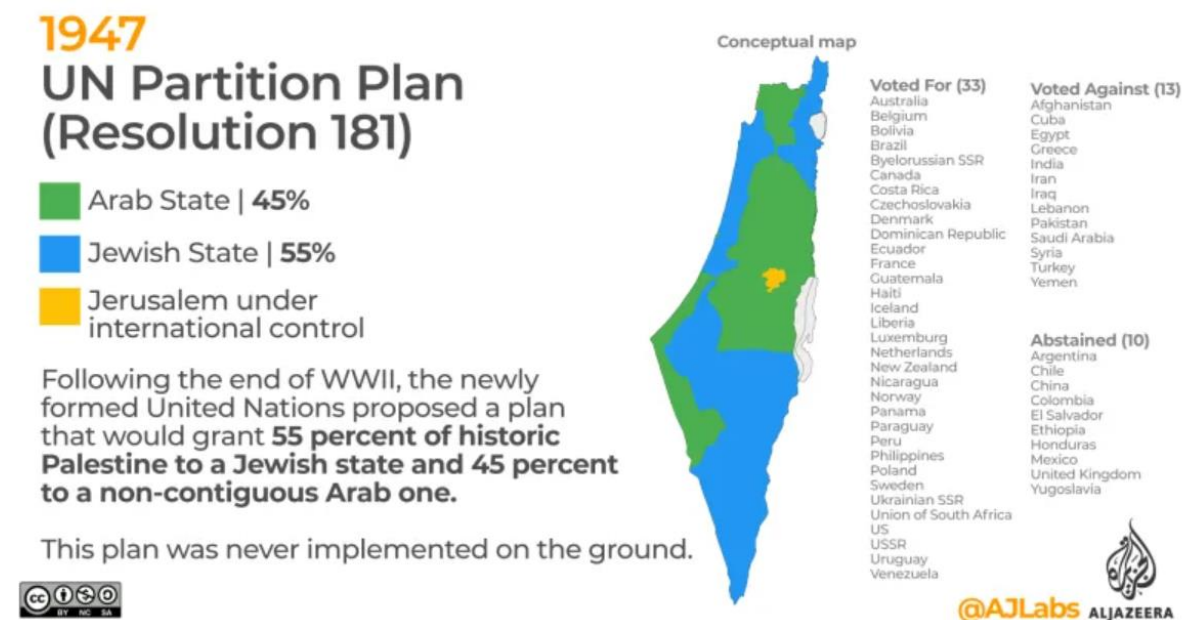 1947
UN Partition Plan
(Resolution 181)
Arab State | 45%
Jewish State | 55%
Jerusalem under
international control
Following the end of WWII, the newly
formed United Nations proposed a plan
that would grant 55 percent of historic
Palestine to a Jewish state and 45 percent
to a non-contiguous Arab one.
This plan was never implemented on the ground.
cc
BY NC SA
Conceptual map
Voted For (33)
Australia
Belgium
Bolivia
Brazil
Byelorussian SSR
Canada
Costa Rica
Czechoslovakia
Denmark
Dominican Republic
Ecuador
France
Guatemala
Haiti
Iceland
Liberia
Luxemburg
Netherlands
New Zealand
Nicaragua
Norway
Panama
Paraguay
Peru
Philippines
Poland
Sweden
Ukrainian SSR
Union of South Africa
US
USSR
Uruguay
Venezuela
Voted Against (13)
Afghanistan
Cuba
Egypt
Greece
India
Iran
Iraq
Lebanon
Pakistan
Saudi Arabia
Syria
Turkey
Yemen
Abstained (10)
Argentina
Chile
China
Colombia
El Salvador
Ethiopia
Honduras
Mexico
United Kingdom
Yugoslavia
@AJLabs
الجزيرة
ALJAZEERA